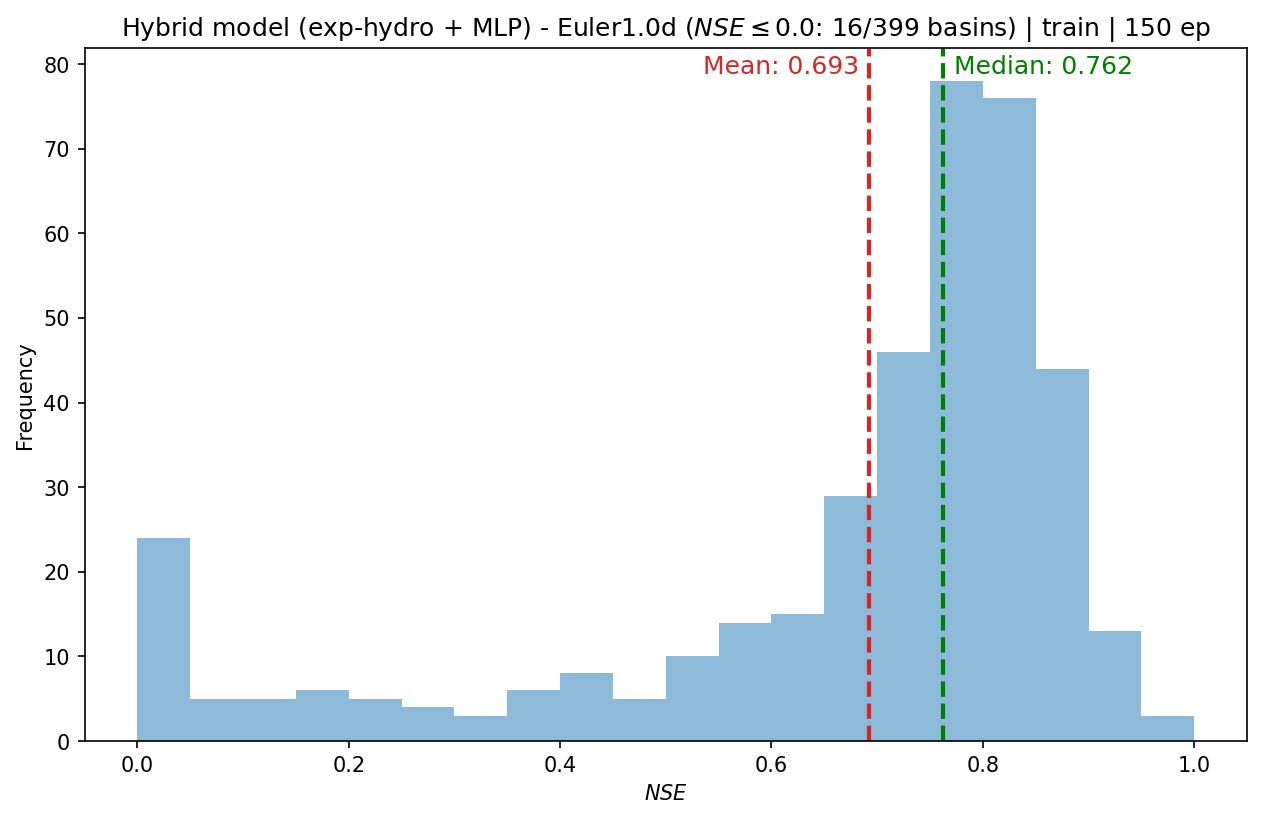 Hybrid model (exp-hydro + MLP) - Euler1.0d (NSE ≤ 0.0: 16/399 basins) | train | 150 ep
Mean: 0.693
Median: 0.762
80
70
60
50
40
30
20
10
0
Frequency
0.0 0.2 0.4 0.6 0.8 1.0
NSE